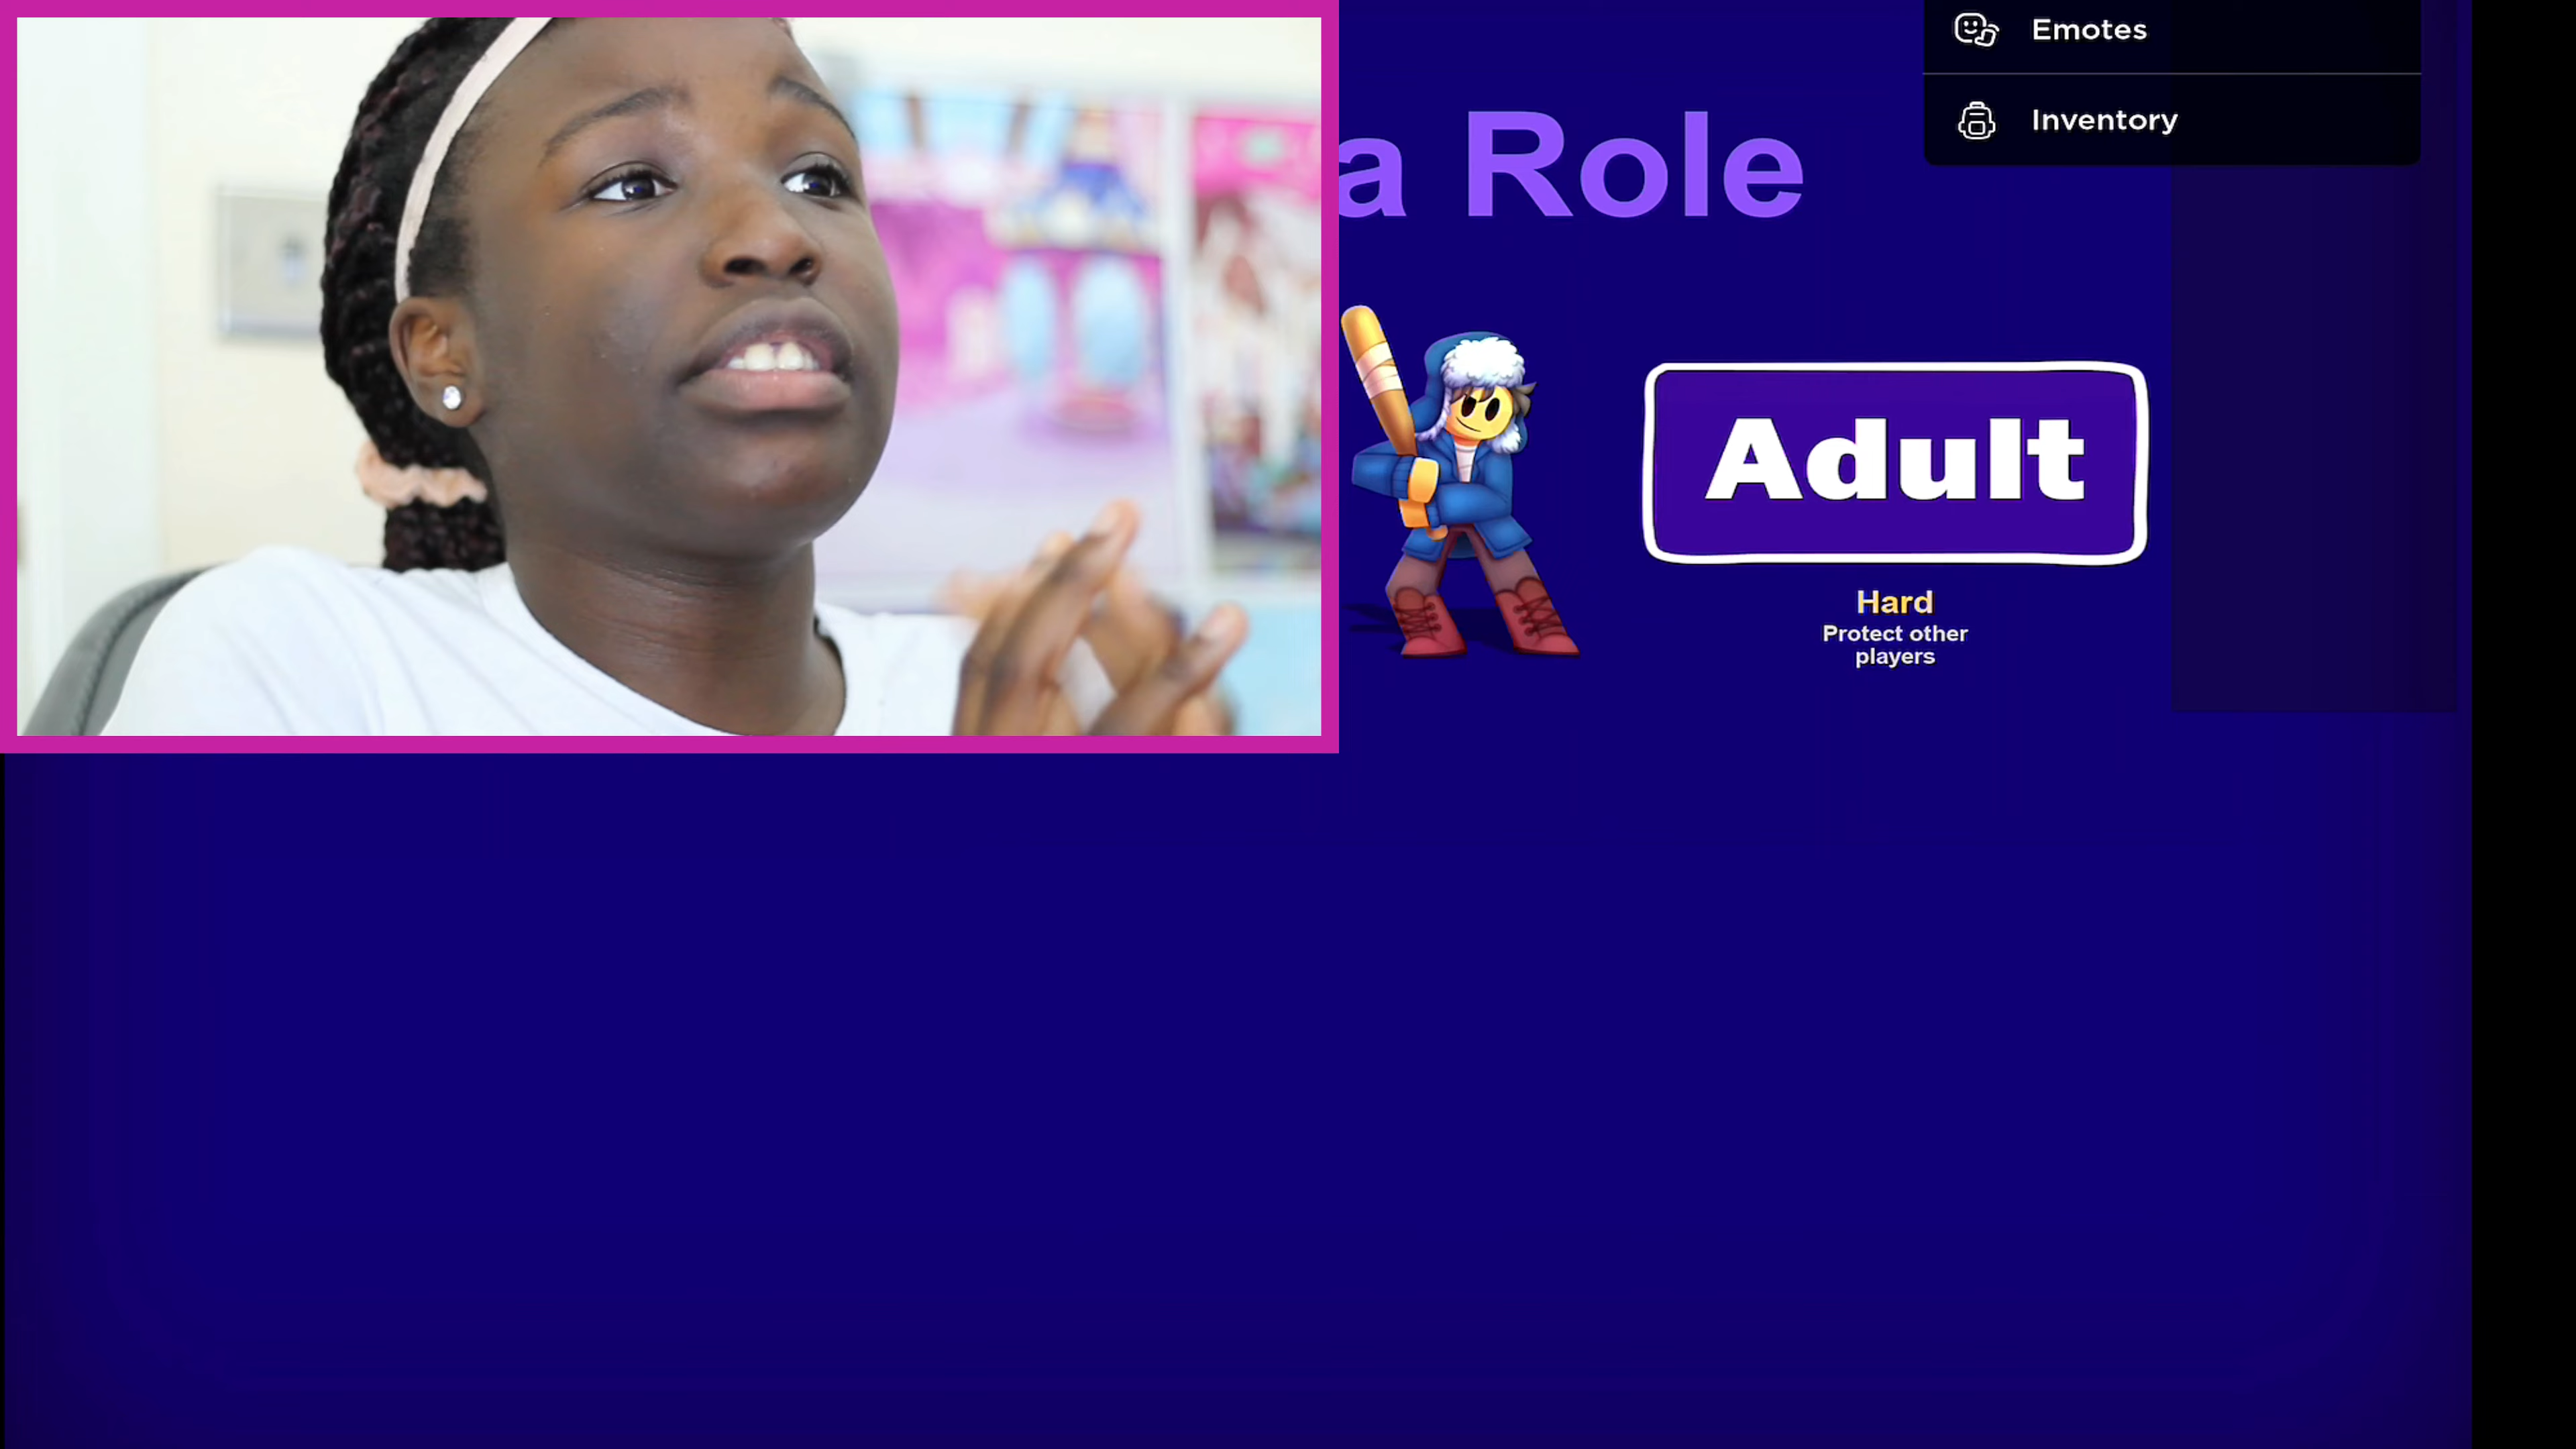 Emotes
Inventory
a Role
Adult
Hard
Protect other
players